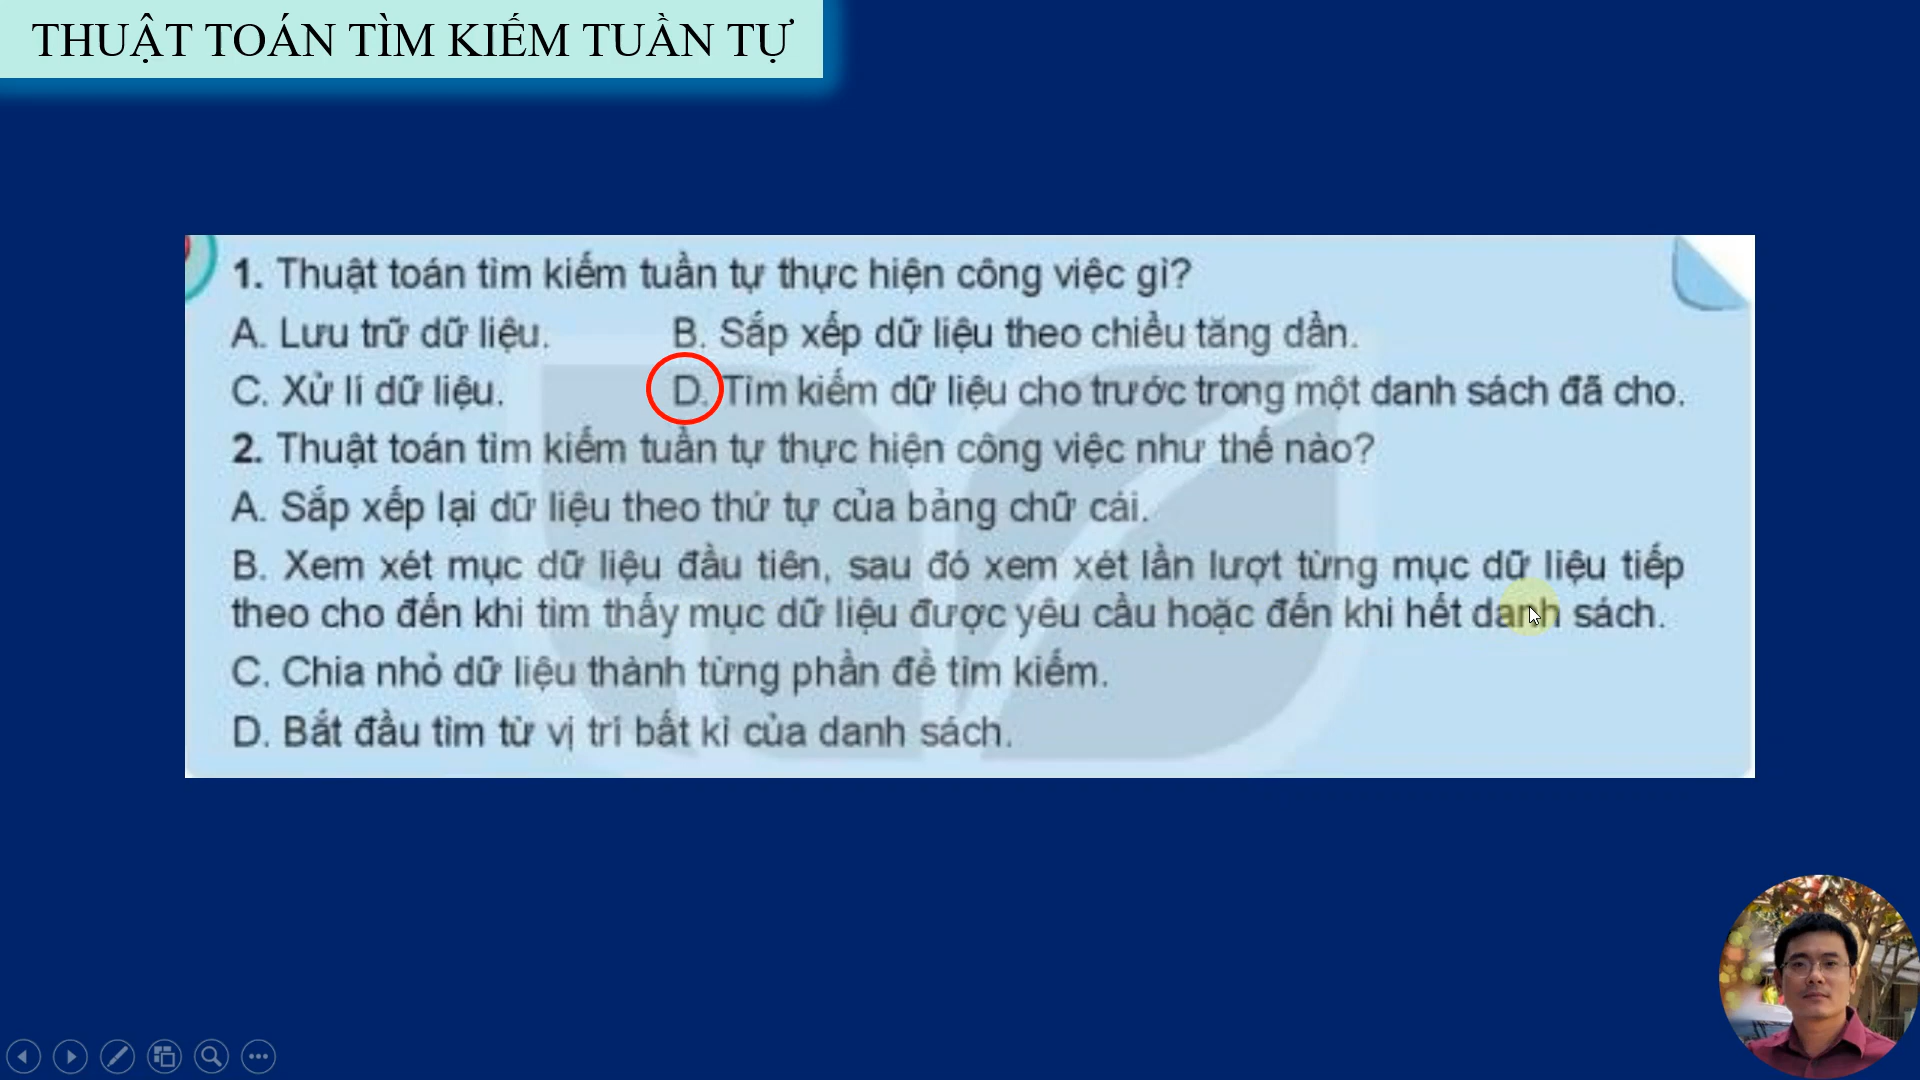 THUẬT TOÁN TÌM KIẾM TUẦN TỰ
1. Thuật toán tìm kiếm tuần tự thực hiện công việc gì?
A. Lưu trữ dữ liệu. B. Sắp xếp dữ liệu theo chiều tăng dần.
C. Xử lí dữ liệu. D. Tìm kiếm dữ liệu cho trước trong một danh sách đã cho.
2. Thuật toán tìm kiếm tuần tự thực hiện công việc như thế nào?
A. Sắp xếp lại dữ liệu theo thứ tự của bảng chữ cái.
B. Xem xét mục dữ liệu đầu tiên, sau đó xem xét lần lượt từng mục dữ liệu tiếp
theo cho đến khi tìm thấy mục dữ liệu được yêu cầu hoặc đến khi hết danh sách.
C. Chia nhỏ dữ liệu thành từng phần để tìm kiếm.
D. Bắt đầu tìm từ vị trí bất kì của danh sách.